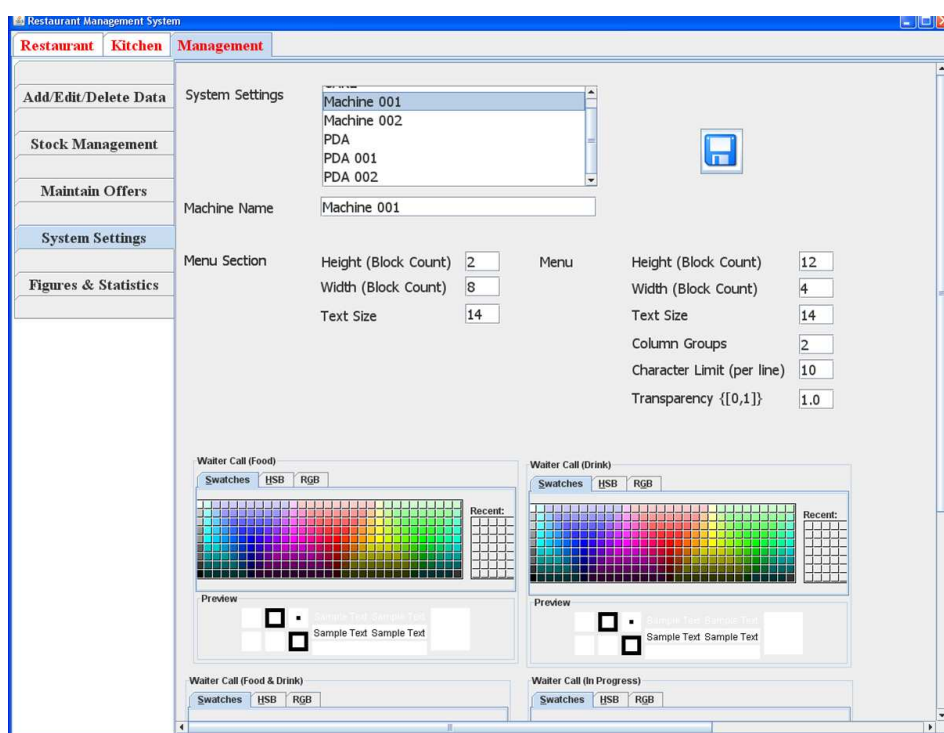 Restaurant Management System
Restaurant Kitchen Management
Add/Edit/Delete Data
Stock Management
Maintain Offers
System Settings
Figures & Statistics
System Settings
Machine 001
Machine 002
PDA
PDA 001
PDA 002
Machine Name Machine 001
Menu Section
Height (Block Count) 2
Width (Block Count) 8
Text Size 14
Menu
Height (Block Count) 12
Width (Block Count) 4
Text Size 14
Column Groups 2
Character Limit (per line) 10
Transparency {[0,1]} 1.0
Waiter Call (Food)
Swatches HSB RGB
Recent:
Preview
Sample Text Sample Text
Sample Text Sample Text
Waiter Call (Drink)
Swatches HSB RGB
Recent:
Preview
Sample Text Sample Text
Sample Text Sample Text
Waiter Call (Food & Drink)
Swatches HSB RGB
Waiter Call (In Progress)
Swatches HSB RGB